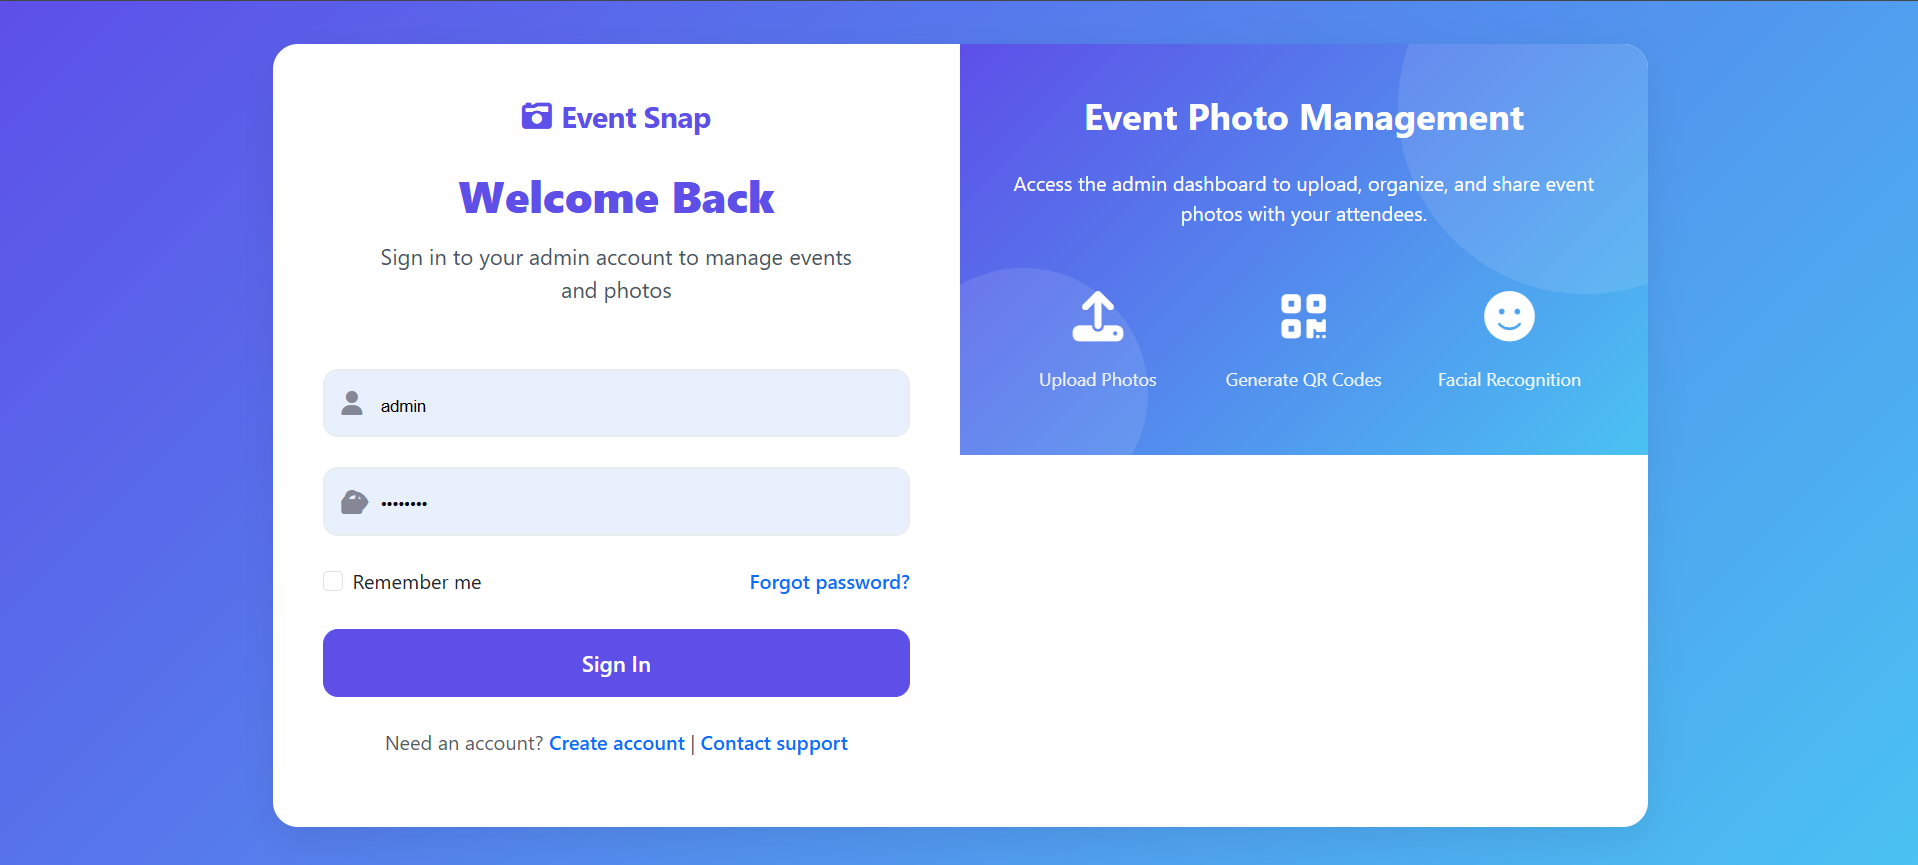 Event Snap
Welcome Back
Sign in to your admin account to manage events
and photos
admin
••••••••
Remember me
Forgot password?
Sign In
Need an account? Create account | Contact support
Event Photo Management
Access the admin dashboard to upload, organize, and share event
photos with your attendees.
Upload Photos
Generate QR Codes
Facial Recognition